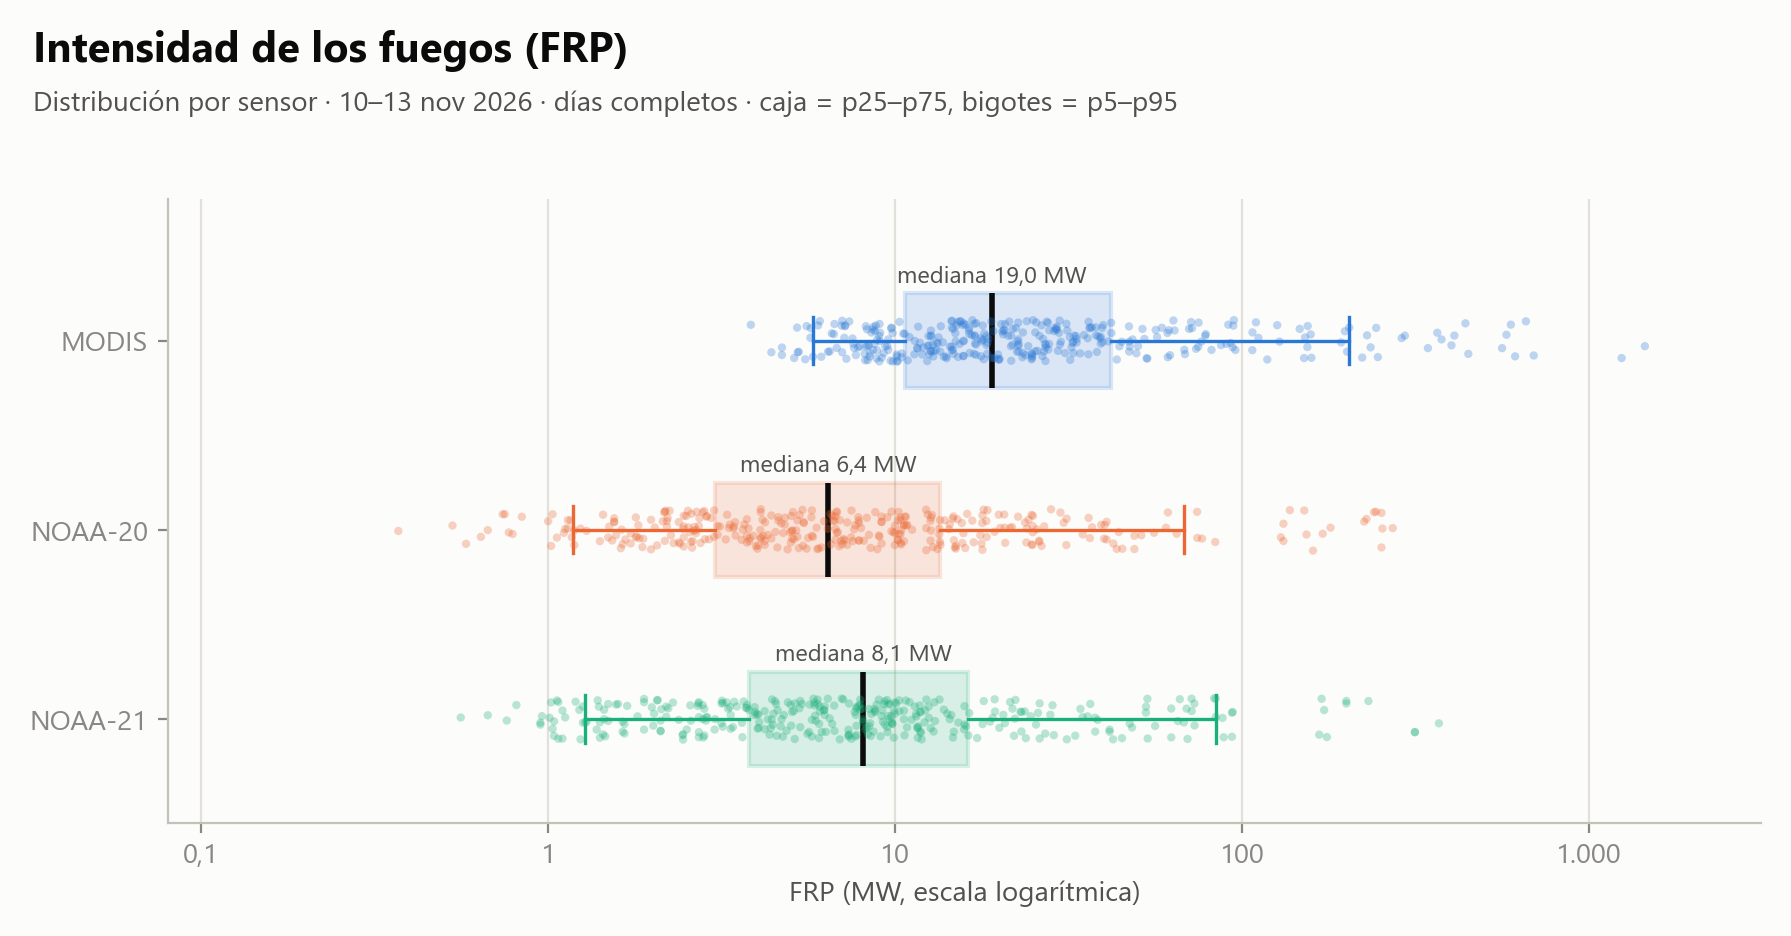 Intensidad de los fuegos (FRP)
Distribución por sensor · 10–13 nov 2026 · días completos · caja = p25–p75, bigotes = p5–p95
mediana 19,0 MW
MODIS
mediana 6,4 MW
NOAA-20
mediana 8,1 MW
NOAA-21
0,1 1 10 100 1.000
FRP (MW, escala logarítmica)